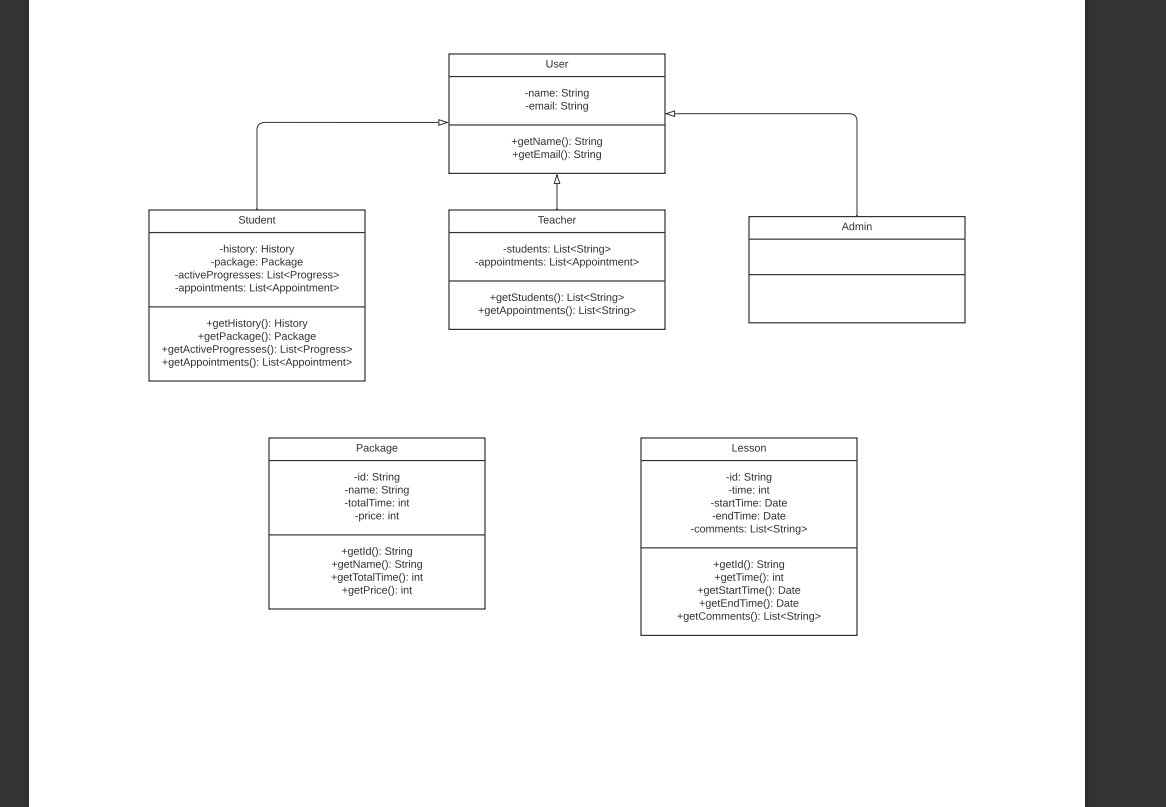 User
-name: String
-email: String
+getName(): String
+getEmail(): String
Student
-history: History
-package: Package
-activeProgresses: List<Progress>
-appointments: List<Appointment>
+getHistory(): History
+getPackage(): Package
+getActiveProgresses(): List<Progress>
+getAppointments(): List<Appointment>
Teacher
-students: List<String>
-appointments: List<Appointment>
+getStudents(): List<String>
+getAppointments(): List<String>
Admin
Package
-id: String
-name: String
-totalTime: int
-price: int
+getId(): String
+getName(): String
+getTotalTime(): int
+getPrice(): int
Lesson
-id: String
-time: int
-startTime: Date
-endTime: Date
-comments: List<String>
+getId(): String
+getTime(): int
+getStartTime(): Date
+getEndTime(): Date
+getComments(): List<String>